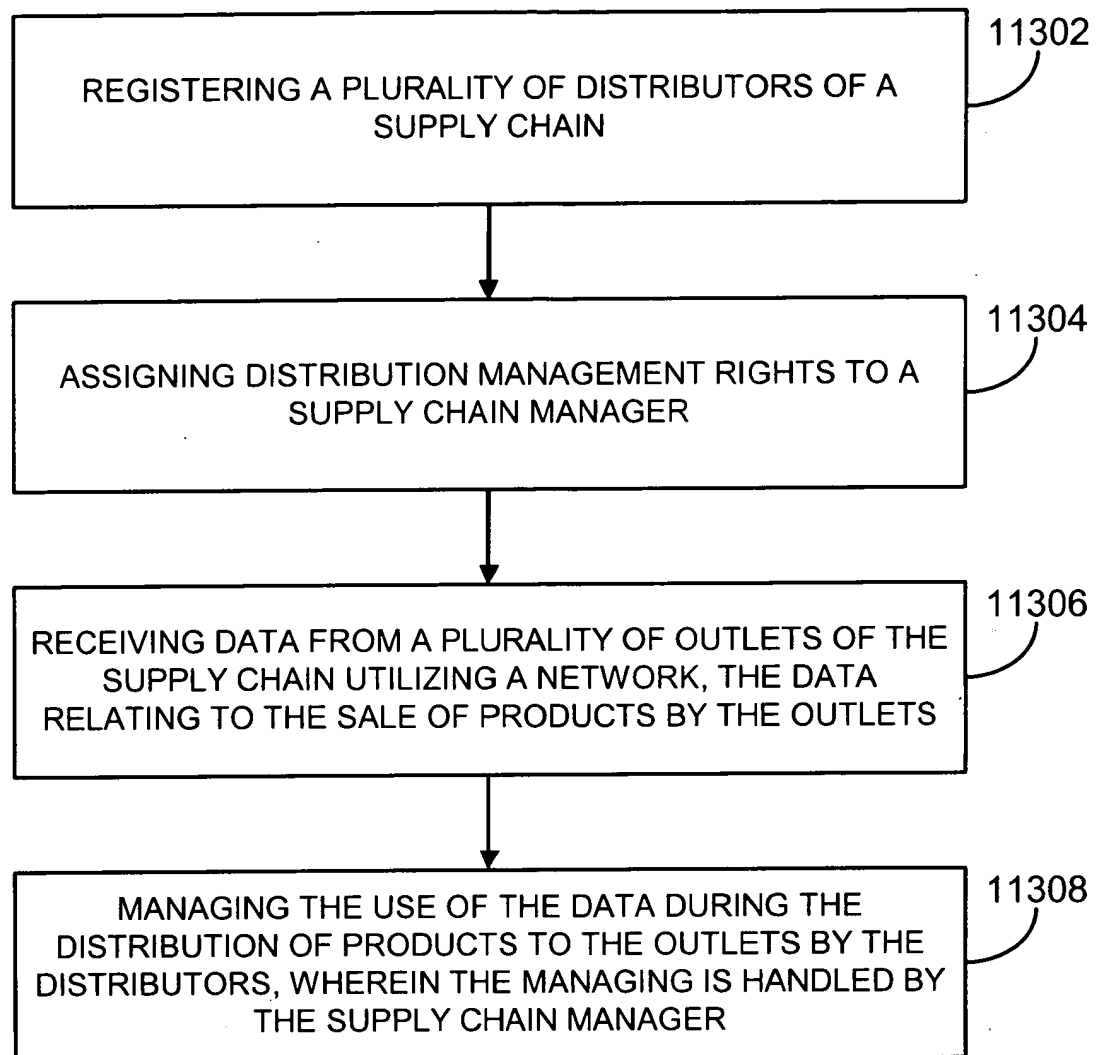 11302
REGISTERING A PLURALITY OF DISTRIBUTORS OF A
SUPPLY CHAIN
11304
ASSIGNING DISTRIBUTION MANAGEMENT RIGHTS TO A
SUPPLY CHAIN MANAGER
11306
RECEIVING DATA FROM A PLURALITY OF OUTLETS OF THE
SUPPLY CHAIN UTILIZING A NETWORK, THE DATA
RELATING TO THE SALE OF PRODUCTS BY THE OUTLETS
11308
MANAGING THE USE OF THE DATA DURING THE
DISTRIBUTION OF PRODUCTS TO THE OUTLETS BY THE
DISTRIBUTORS, WHEREIN THE MANAGING IS HANDLED BY
THE SUPPLY CHAIN MANAGER